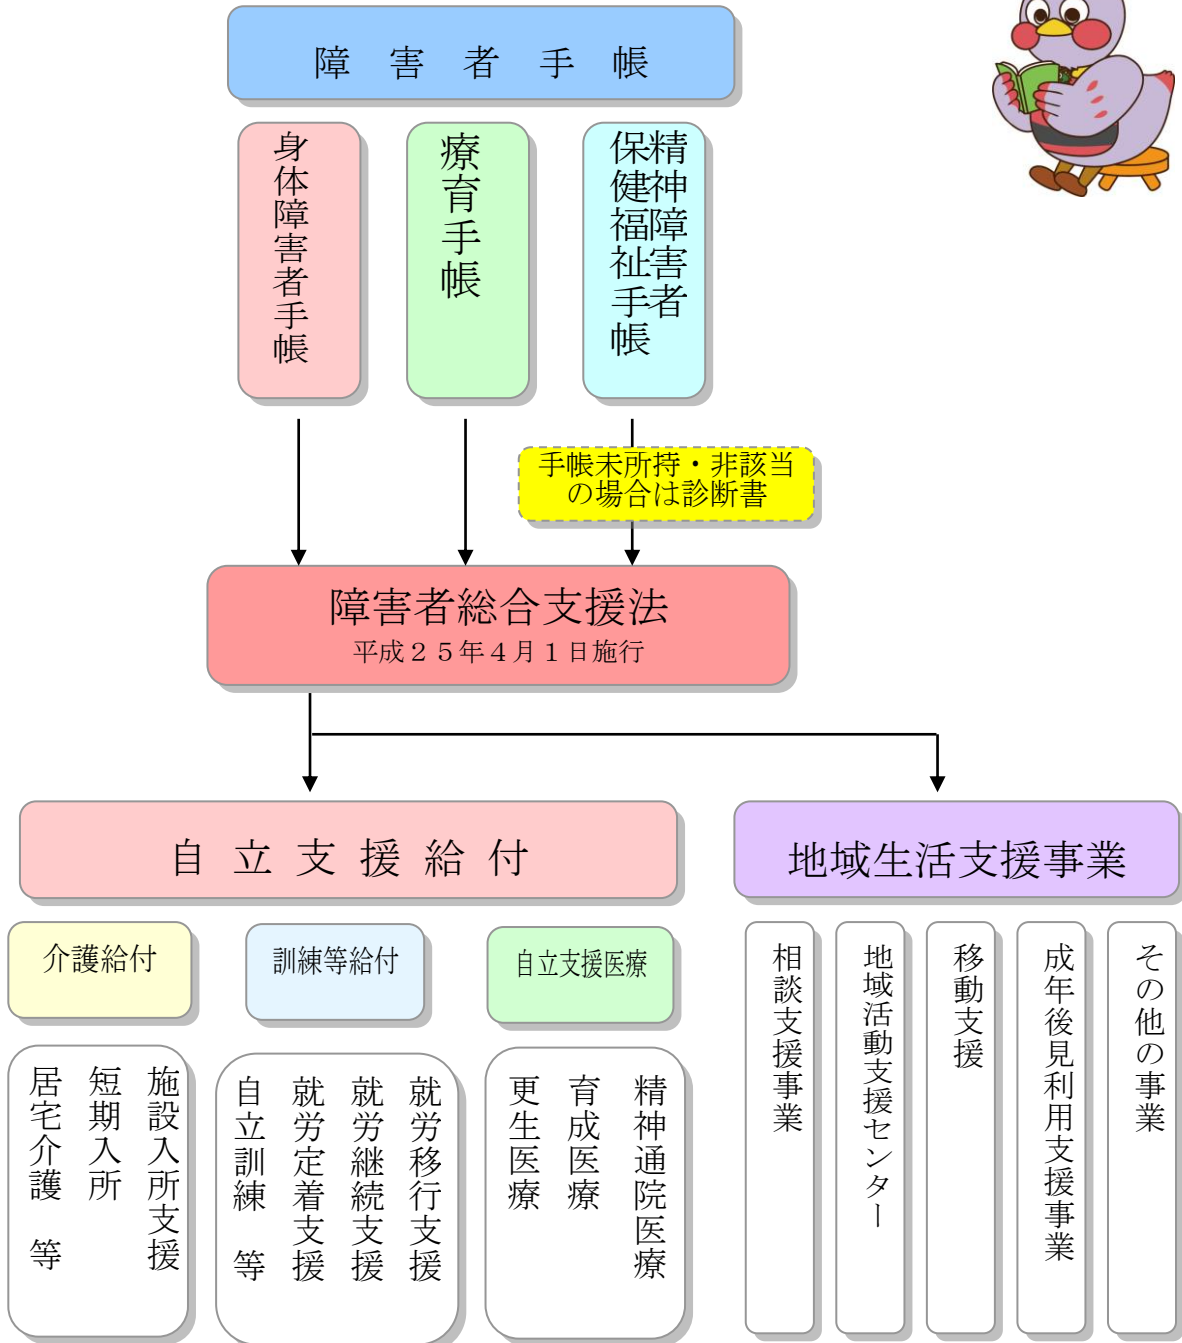 障害者手帳
身体障害者手帳
療育手帳
精神障害者
保健福祉手帳
手帳未所持・非該当
の場合は診断書
障害者総合支援法
平成２５年４月１日施行
自立支援給付
地域生活支援事業
介護給付
訓練等給付
自立支援医療
施設入所支援
短期入所
居宅介護　等
就労移行支援
就労継続支援
就労定着支援
自立訓練　等
精神通院医療
育成医療
更生医療
相談支援事業
地域活動支援センター
移動支援
成年後見利用支援事業
その他の事業